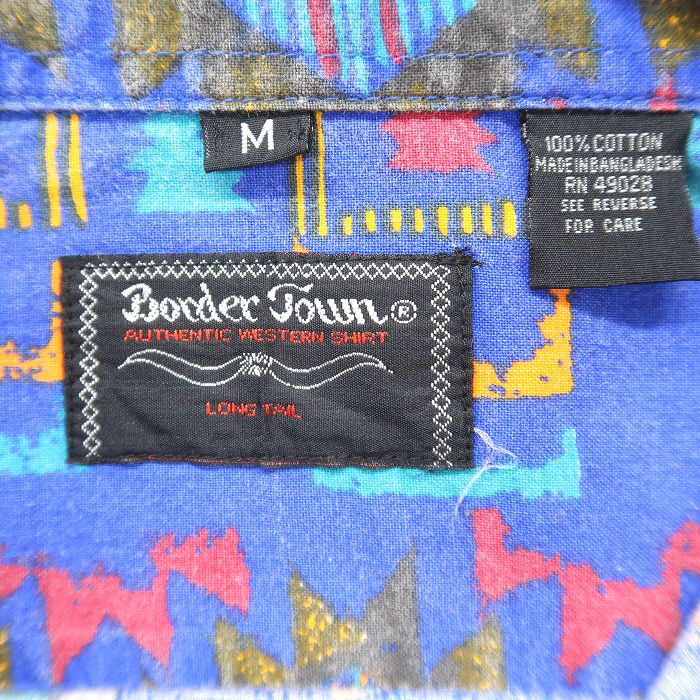 M
100% COTTON
MADE IN BANGLADESH
RN 49028
SEE REVERSE
FOR CARE
Border Town®
AUTHENTIC WESTERN SHIRT
LONG TAIL